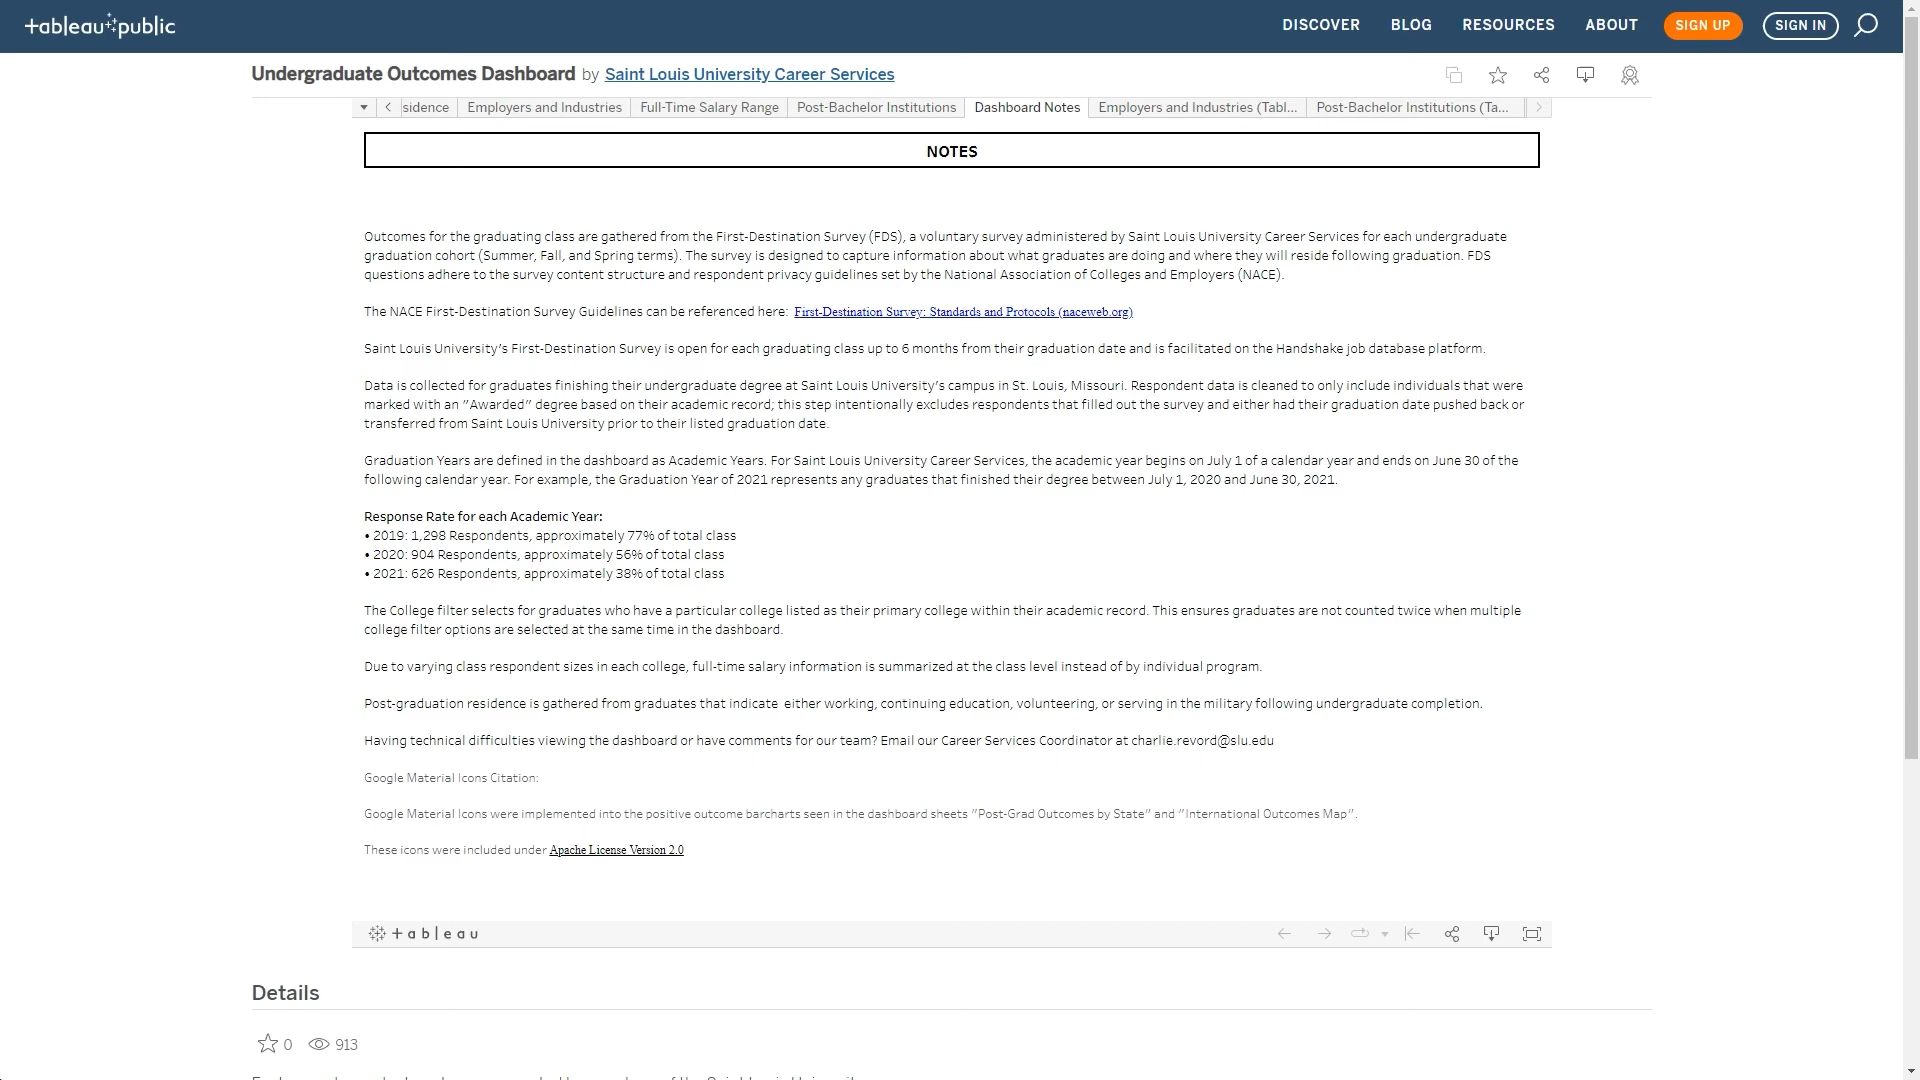 +ableau public
DISCOVER BLOG RESOURCES ABOUT SIGN UP SIGN IN
Undergraduate Outcomes Dashboard by Saint Louis University Career Services
sidence Employers and Industries Full-Time Salary Range Post-Bachelor Institutions Dashboard Notes Employers and Industries (Tabl... Post-Bachelor Institutions (Ta...
NOTES
Outcomes for the graduating class are gathered from the First-Destination Survey (FDS), a voluntary survey administered by Saint Louis University Career Services for each undergraduate
graduation cohort (Summer, Fall, and Spring terms). The survey is designed to capture information about what graduates are doing and where they will reside following graduation. FDS
questions adhere to the survey content structure and respondent privacy guidelines set by the National Association of Colleges and Employers (NACE).
The NACE First-Destination Survey Guidelines can be referenced here: First-Destination Survey: Standards and Protocols (naceweb.org)
Saint Louis University's First-Destination Survey is open for each graduating class up to 6 months from their graduation date and is facilitated on the Handshake job database platform.
Data is collected for graduates finishing their undergraduate degree at Saint Louis University's campus in St. Louis, Missouri. Respondent data is cleaned to only include individuals that were
marked with an "Awarded" degree based on their academic record; this step intentionally excludes respondents that filled out the survey and either had their graduation date pushed back or
transferred from Saint Louis University prior to their listed graduation date.
Graduation Years are defined in the dashboard as Academic Years. For Saint Louis University Career Services, the academic year begins on July 1 of a calendar year and ends on June 30 of the
following calendar year. For example, the Graduation Year of 2021 represents any graduates that finished their degree between July 1, 2020 and June 30, 2021.
Response Rate for each Academic Year:
• 2019: 1,298 Respondents, approximately 77% of total class
• 2020: 904 Respondents, approximately 56% of total class
• 2021: 626 Respondents, approximately 38% of total class
The College filter selects for graduates who have a particular college listed as their primary college within their academic record. This ensures graduates are not counted twice when multiple
college filter options are selected at the same time in the dashboard.
Due to varying class respondent sizes in each college, full-time salary information is summarized at the class level instead of by individual program.
Post-graduation residence is gathered from graduates that indicate either working, continuing education, volunteering, or serving in the military following undergraduate completion.
Having technical difficulties viewing the dashboard or have comments for our team? Email our Career Services Coordinator at charlie.revord@slu.edu
Google Material Icons Citation:
Google Material Icons were implemented into the positive outcome barcharts seen in the dashboard sheets "Post-Grad Outcomes by State" and "International Outcomes Map".
These icons were included under Apache License Version 2.0
+ableau
Details
0 913